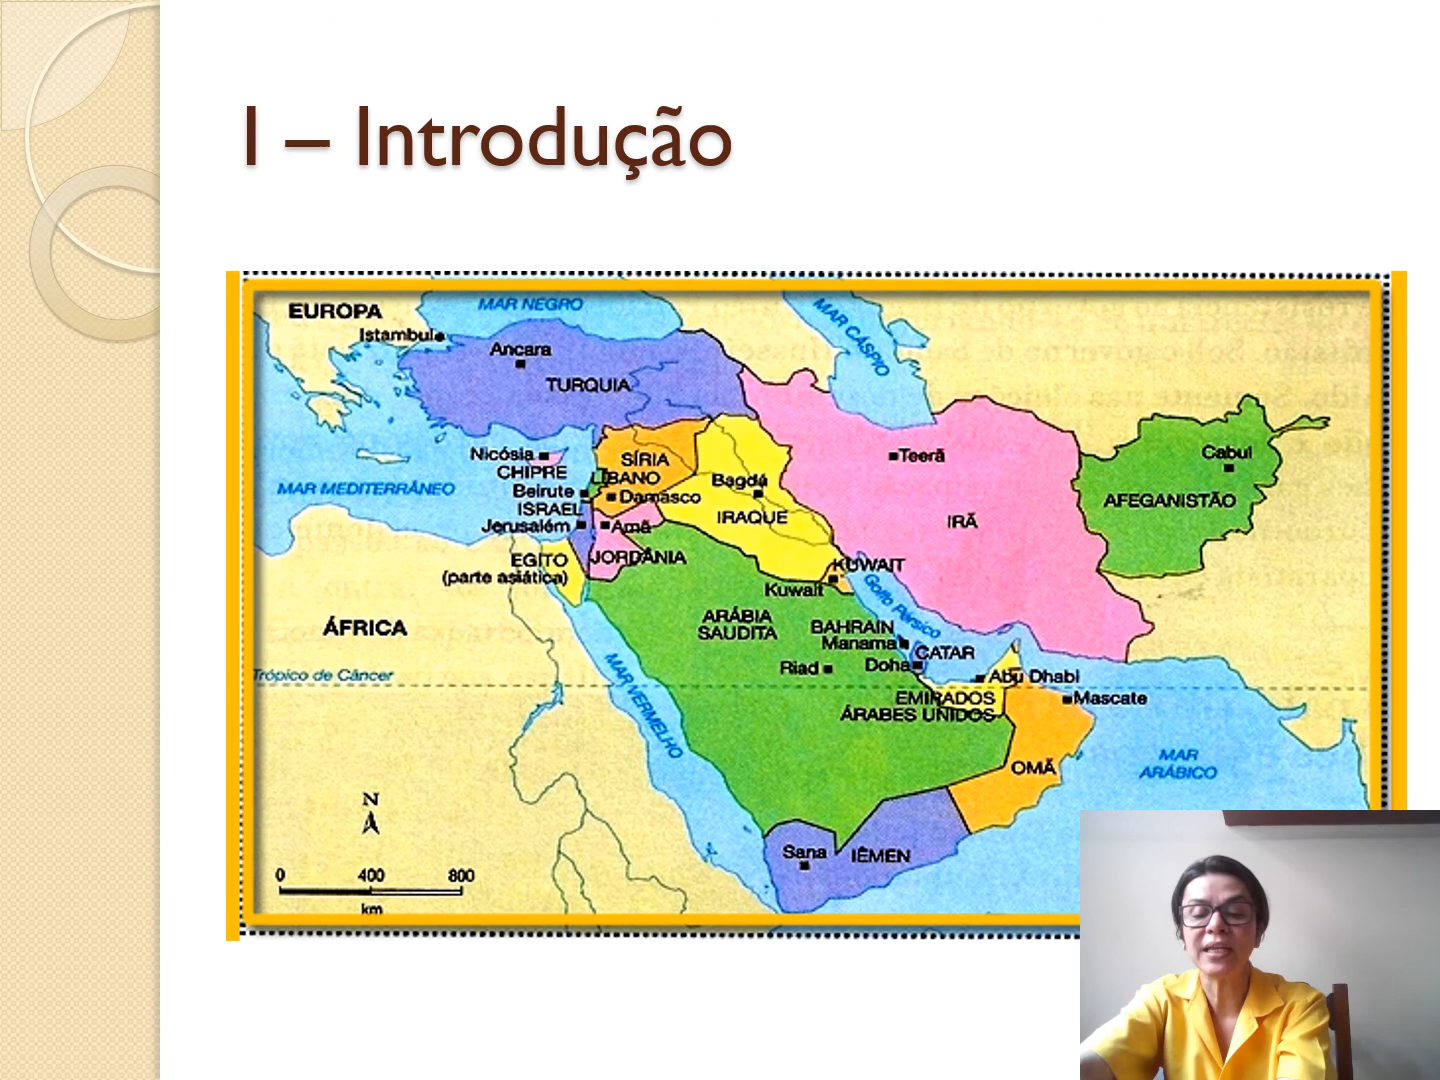 I – Introdução
EUROPA
MAR NEGRO
MAR CÁSPIO
Istambul
Ancara
TURQUIA
Nicósia
CHIPRE
SÍRIA
LÍBANO
Beirute
Damasco
ISRAEL
Jerusalém
Amã
JORDÂNIA
Bagdá
IRAQUE
Teerã
IRÃ
Cabul
AFEGANISTÃO
MAR MEDITERRÂNEO
EGITO
(parte asiática)
KUWAIT
Kuwait
Golfo Pérsico
ÁFRICA
ARÁBIA
SAUDITA
BAHRAIN
Manama
CATAR
Riad
Doha
Abu Dhabi
EMIRADOS
ÁRABES UNIDOS
Mascate
Trópico de Câncer
MAR VERMELHO
OMÃ
MAR
ARÁBICO
Sana
IÊMEN
N
0 400 800
km